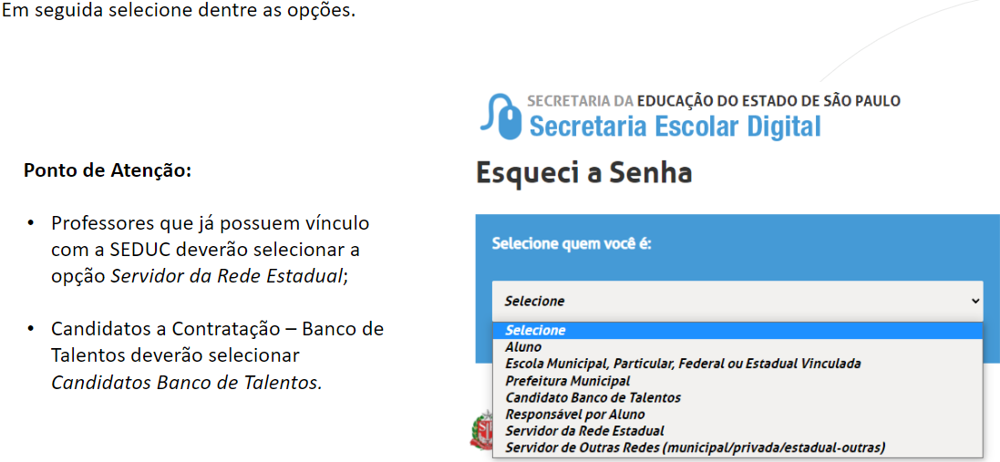 Em seguida selecione dentre as opções.
Ponto de Atenção:
• Professores que já possuem vínculo
com a SEDUC deverão selecionar a
opção Servidor da Rede Estadual;
• Candidatos a Contratação – Banco de
Talentos deverão selecionar
Candidatos Banco de Talentos.
SECRETARIA DA EDUCAÇÃO DO ESTADO DE SÃO PAULO
Secretaria Escolar Digital
Esqueci a Senha
Selecione quem você é:
Selecione
Selecione
Aluno
Escola Municipal, Particular, Federal ou Estadual Vinculada
Prefeitura Municipal
Candidato Banco de Talentos
Responsável por Aluno
Servidor da Rede Estadual
Servidor de Outras Redes (municipal/privada/estadual-outras)